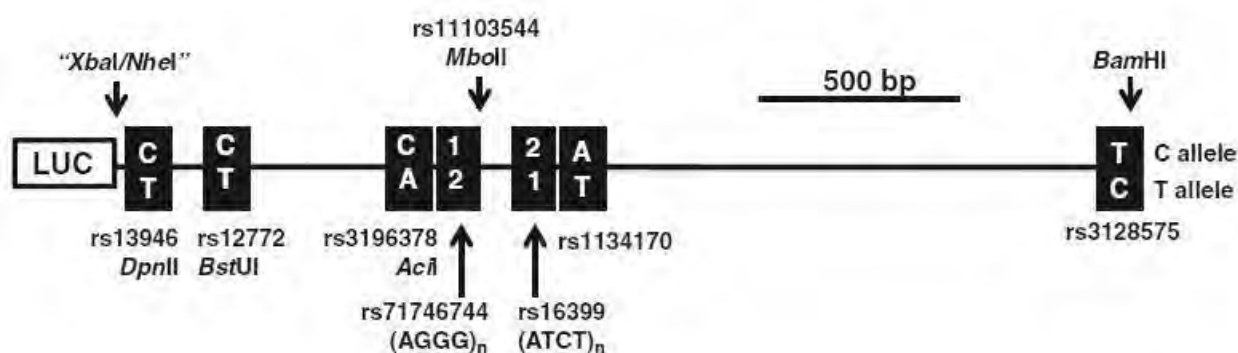 rs11103544
"XbaI/NheI"
MboII
BamHI
500 bp
LUC
C T
C T
C A
1 2
2 1
A T
T C
C allele
T allele
rs13946
DpnII
rs12772
BstUI
rs3196378
AciI
rs1134170
rs3128575
rs71746744
(AGGG)n
rs16399
(ATCT)n